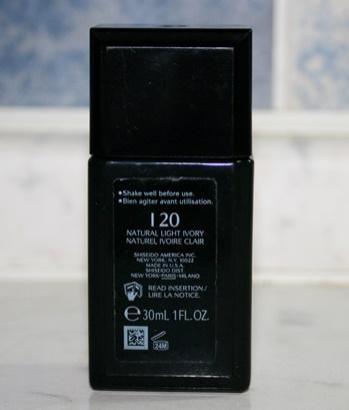 •Shake well before use.
•Bien agiter avant utilisation.
I 20
NATURAL LIGHT IVORY
NATUREL IVOIRE CLAIR
SHISEIDO AMERICA INC.
NEW YORK, N.Y. 10022
MADE IN U.S.A.
SHISEIDO DIST.
NEW YORK-PARIS-MILANO
READ INSERTION/
LIRE LA NOTICE.
℮30mL 1FL.OZ.
24M